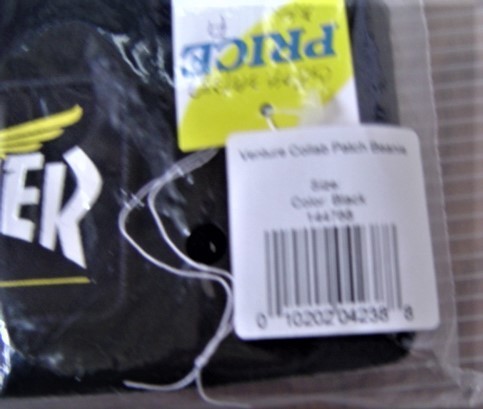 PRICE
ER
Venture Collab Patch Beanie
Size:
Color: Black
144768
0 10202 04238 8